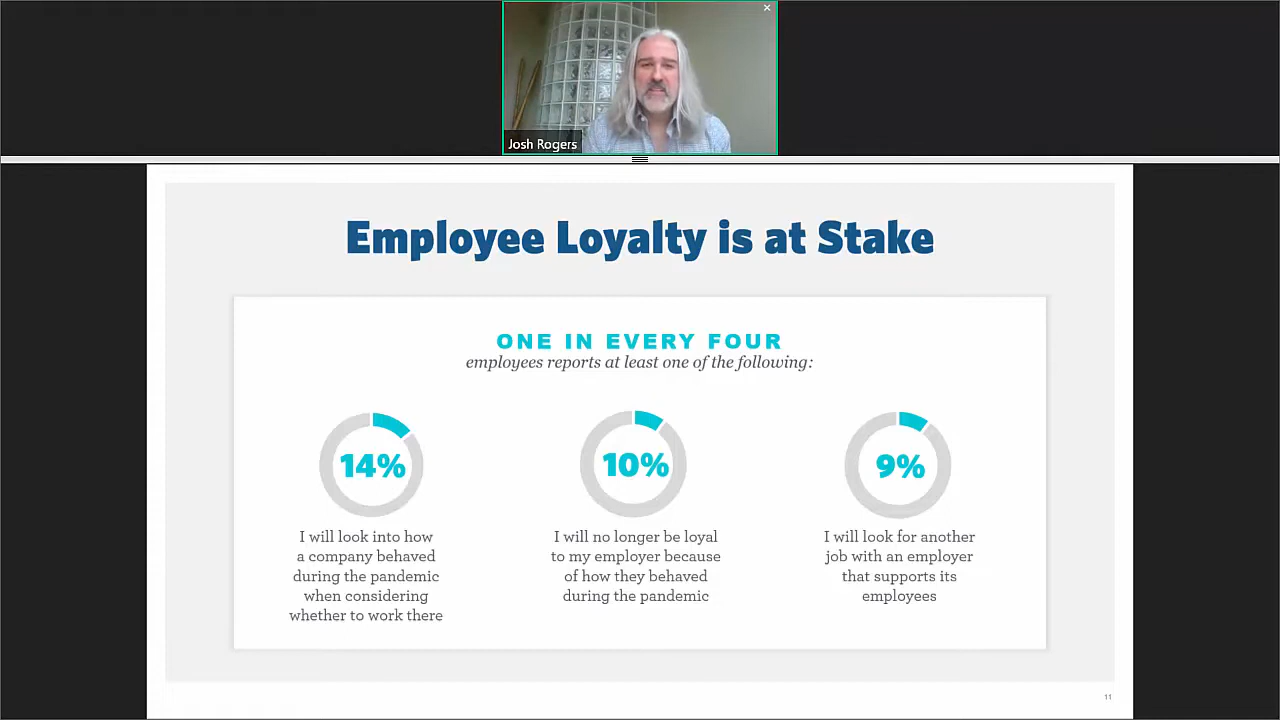 Josh Rogers
Employee Loyalty is at Stake
ONE IN EVERY FOUR
employees reports at least one of the following:
14%
I will look into how
a company behaved
during the pandemic
when considering
whether to work there
10%
I will no longer be loyal
to my employer because
of how they behaved
during the pandemic
9%
I will look for another
job with an employer
that supports its
employees
11